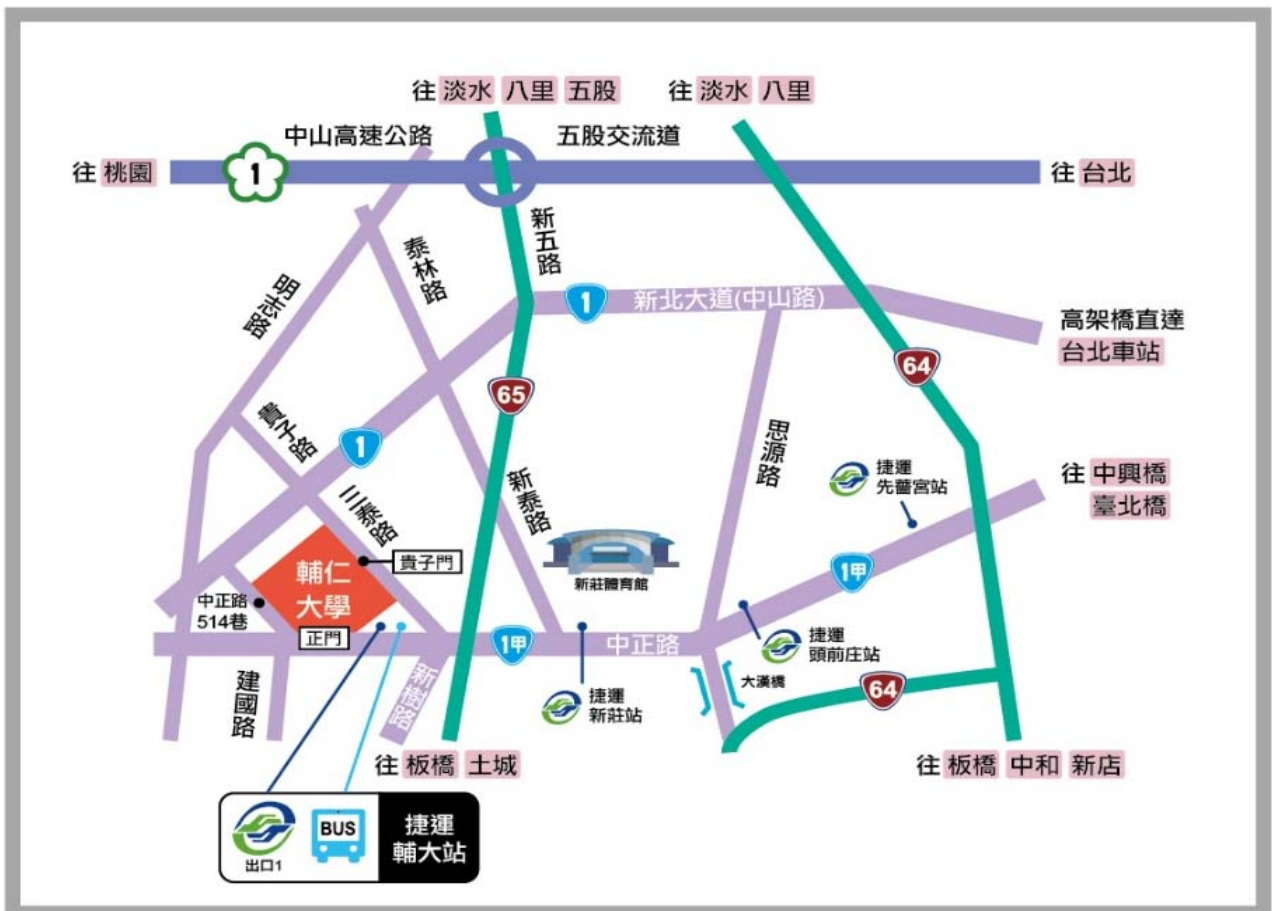 往 淡水 八里 五股
往 淡水 八里
中山高速公路
五股交流道
往 桃園
1
往 台北
新五路
泰林路
明志路
1
新北大道(中山路)
高架橋直達
台北車站
64
65
貴子路
1
思源路
捷運
先嗇宮站
往 中興橋
臺北橋
三泰路
新泰路
新莊體育館
貴子門
輔仁
大學
中正路
514巷
正門
1甲
1甲
中正路
捷運
頭前庄站
大漢橋
建國路
新樹路
捷運
新莊站
64
往 板橋 土城
往 板橋 中和 新店
BUS
出口1
捷運
輔大站